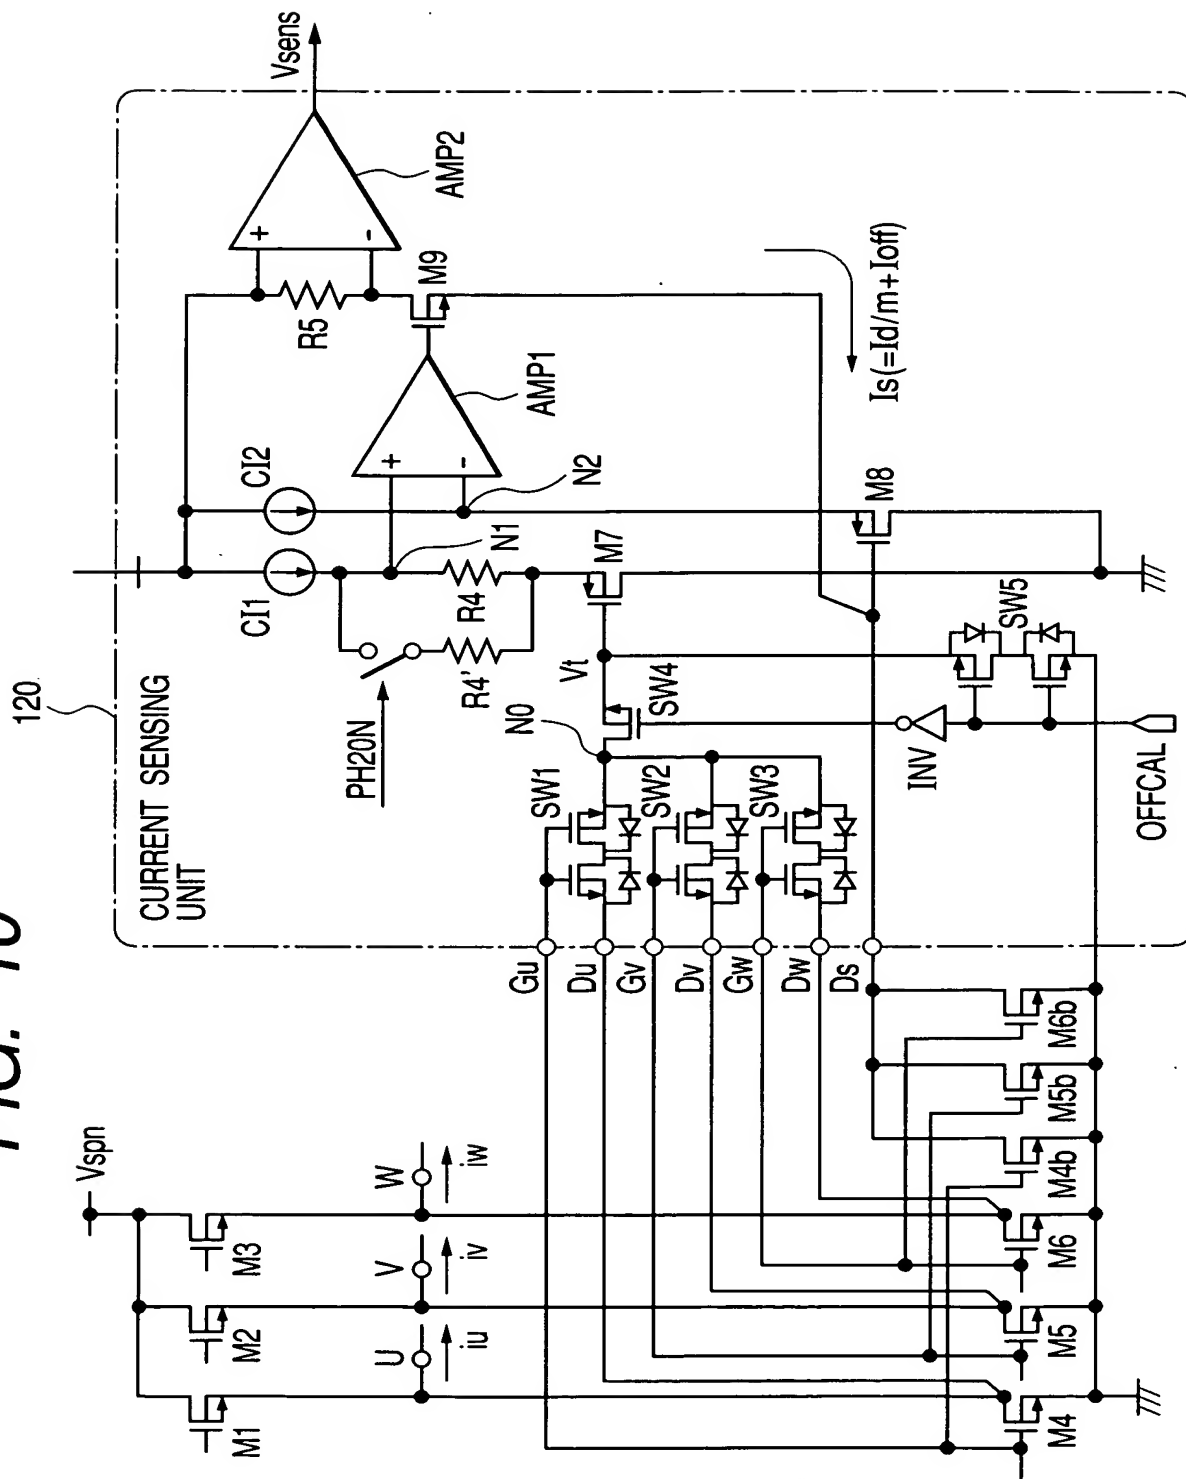 FIG. 10
120
CURRENT SENSING
UNIT
Vsens
AMP2
+
-
R5
M9
AMP1
+
-
CI2
CI1
N2
N1
R4
R4'
PH20N
M7
M8
Is(=Id/m+Ioff)
Vt
N0
SW4
SW5
SW1
SW2
SW3
INV
OFFCAL
Gu
Du
Gv
Dv
Gw
Dw
Ds
Vspn
M1
M2
M3
U
V
W
iu
iv
iw
M4
M5
M6
M4b
M5b
M6b